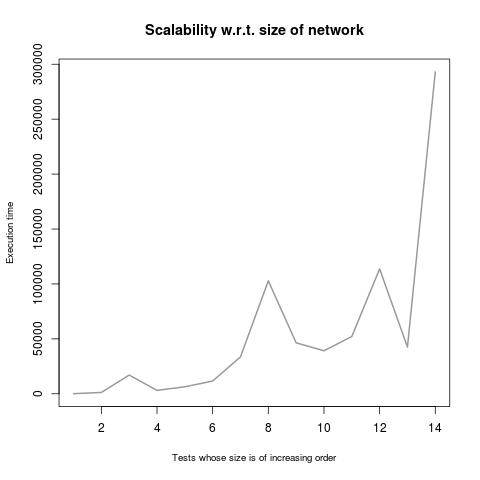 Scalability w.r.t. size of network
300000
250000
200000
150000
100000
50000
0
Execution time
2 4 6 8 10 12 14
Tests whose size is of increasing order